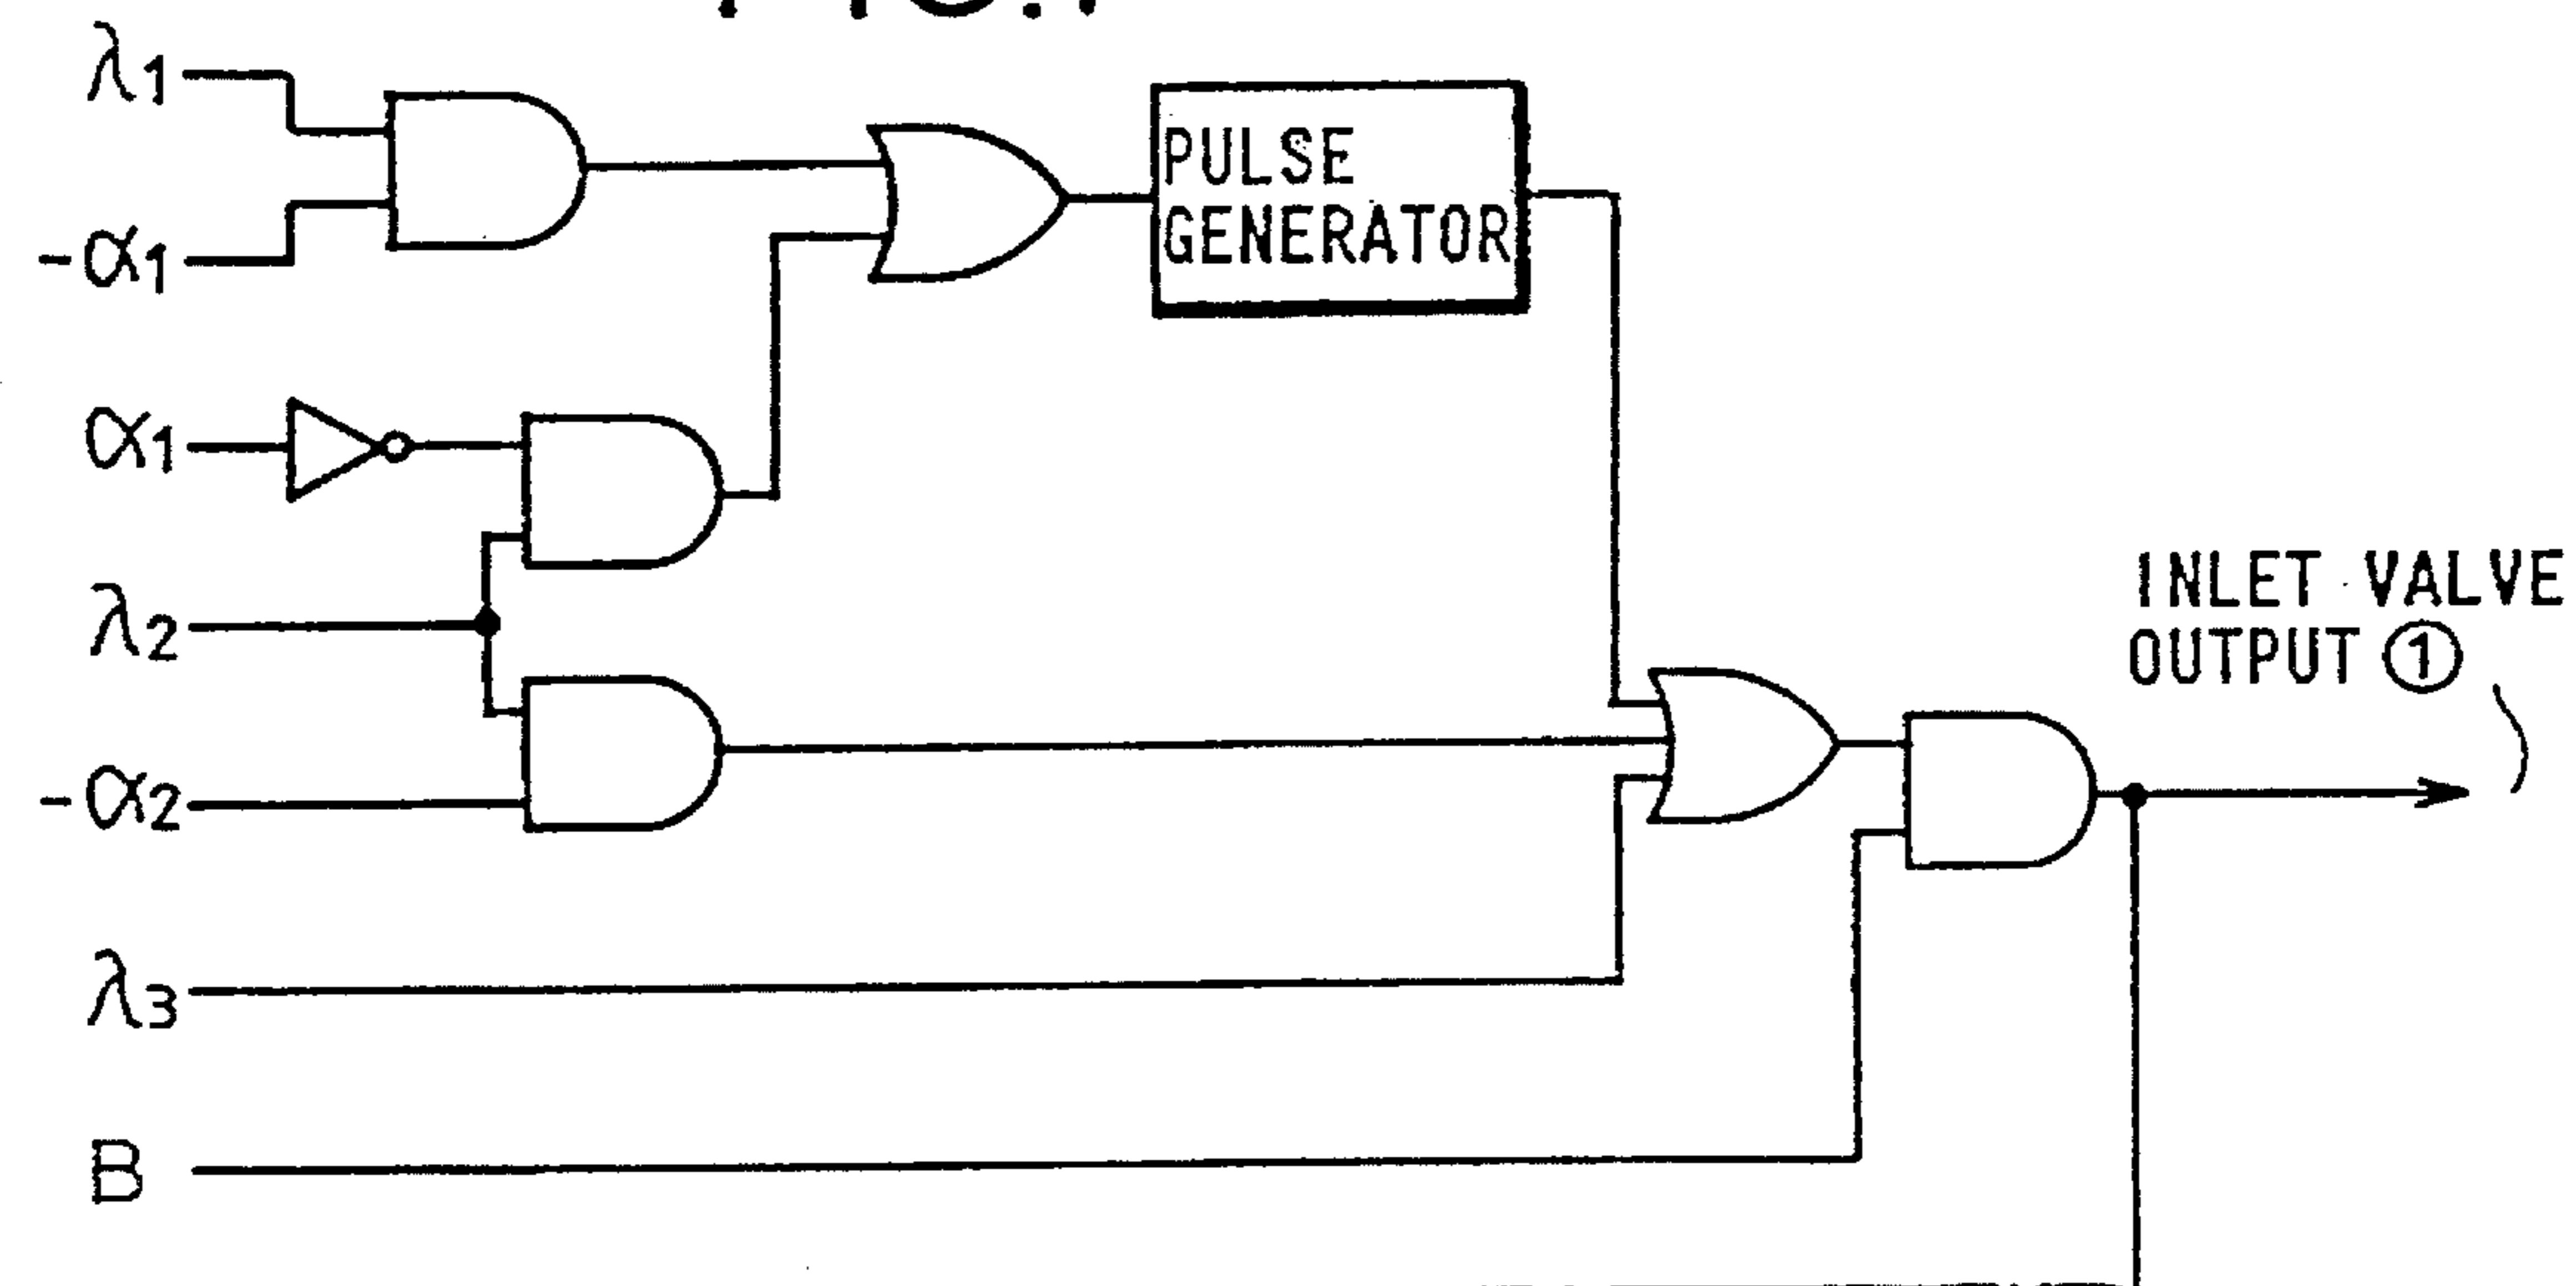 λ1
-α1
PULSE
GENERATOR
α1
λ2
-α2
INLET VALVE
OUTPUT ①
λ3
B